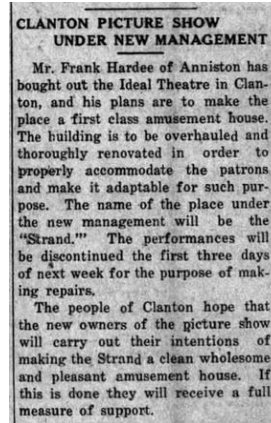 CLANTON PICTURE SHOW
UNDER NEW MANAGEMENT
Mr. Frank Hardee of Anniston has
bought out the Ideal Theatre in Clan-
ton, and his plans are to make the
place a first class amusement house.
The building is to be overhauled and
thoroughly renovated in order to
properly accommodate the patrons
and make it adaptable for such pur-
pose. The name of the place under
the new management will be the
"Strand.'" The performances will
be discontinued the first three days
of next week for the purpose of mak-
ing repairs.
The people of Clanton hope that
the new owners of the picture show
will carry out their intentions of
making the Strand a clean wholesome
and pleasant amusement house. If
this is done they will receive a full
measure of support.